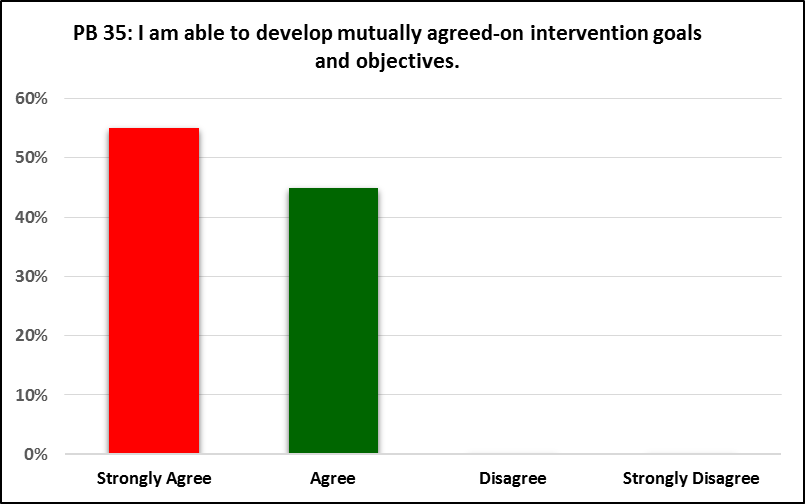 PB 35: I am able to develop mutually agreed-on intervention goals
and objectives.
60%
50%
40%
30%
20%
10%
0%
Strongly Agree
Agree
Disagree
Strongly Disagree